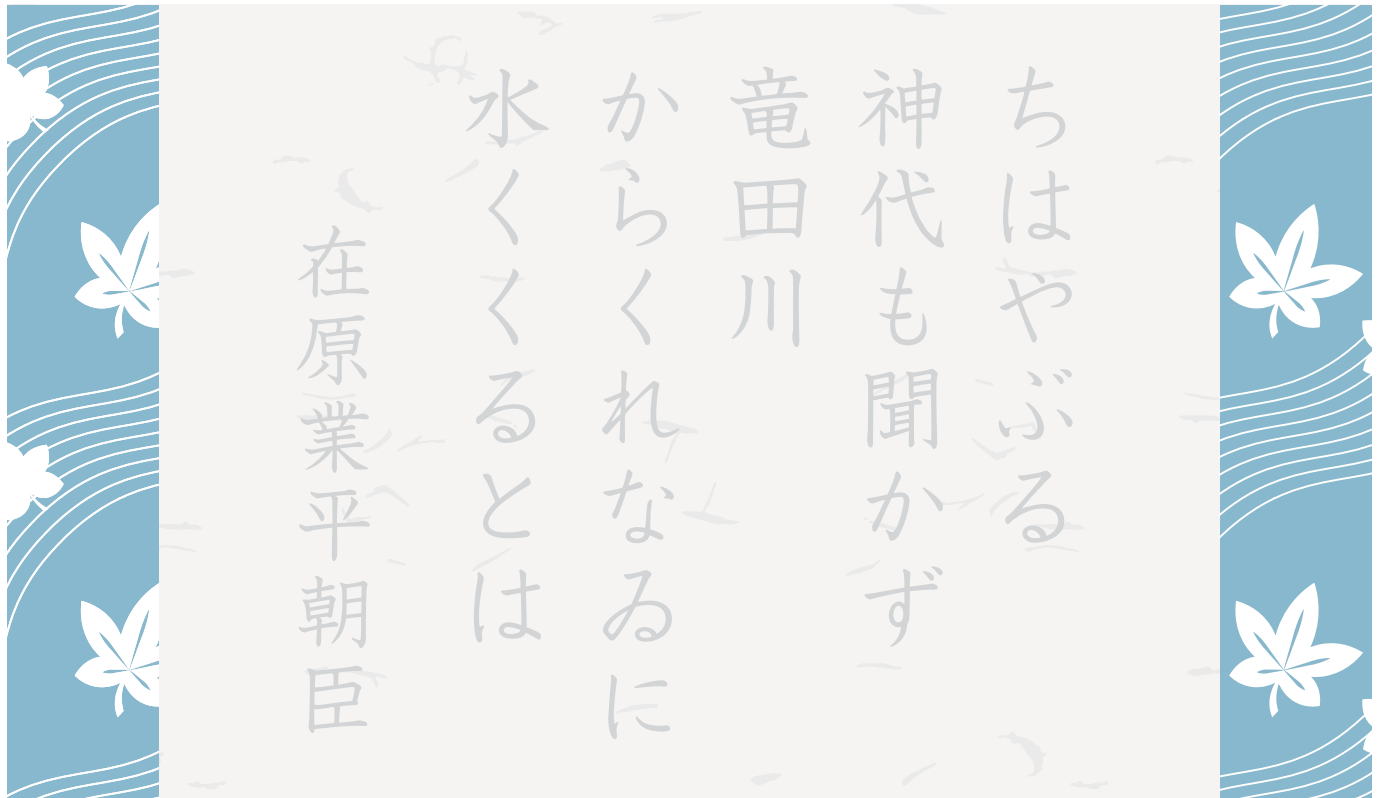 ちはやぶる
神代も聞かず
竜田川
からくれなゐに
水くくるとは
在原業平朝臣